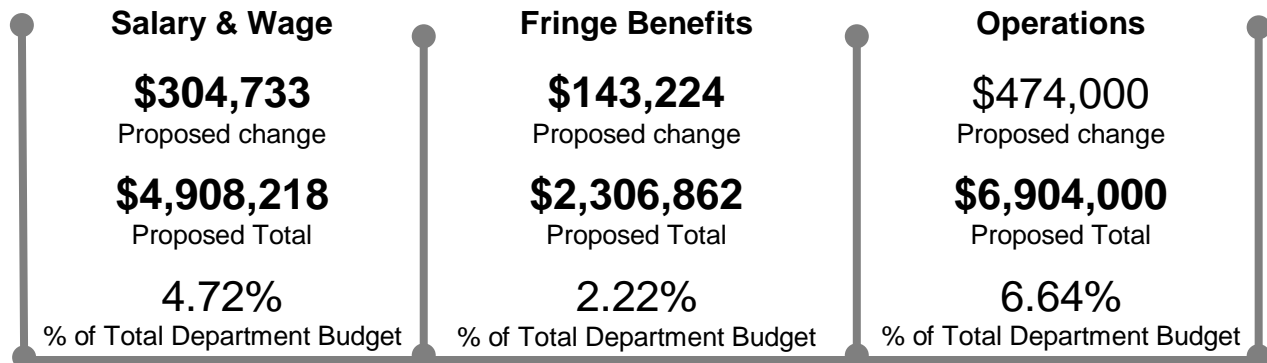 Salary & Wage
$304,733
Proposed change
$4,908,218
Proposed Total
4.72%
% of Total Department Budget
Fringe Benefits
$143,224
Proposed change
$2,306,862
Proposed Total
2.22%
% of Total Department Budget
Operations
$474,000
Proposed change
$6,904,000
Proposed Total
6.64%
% of Total Department Budget